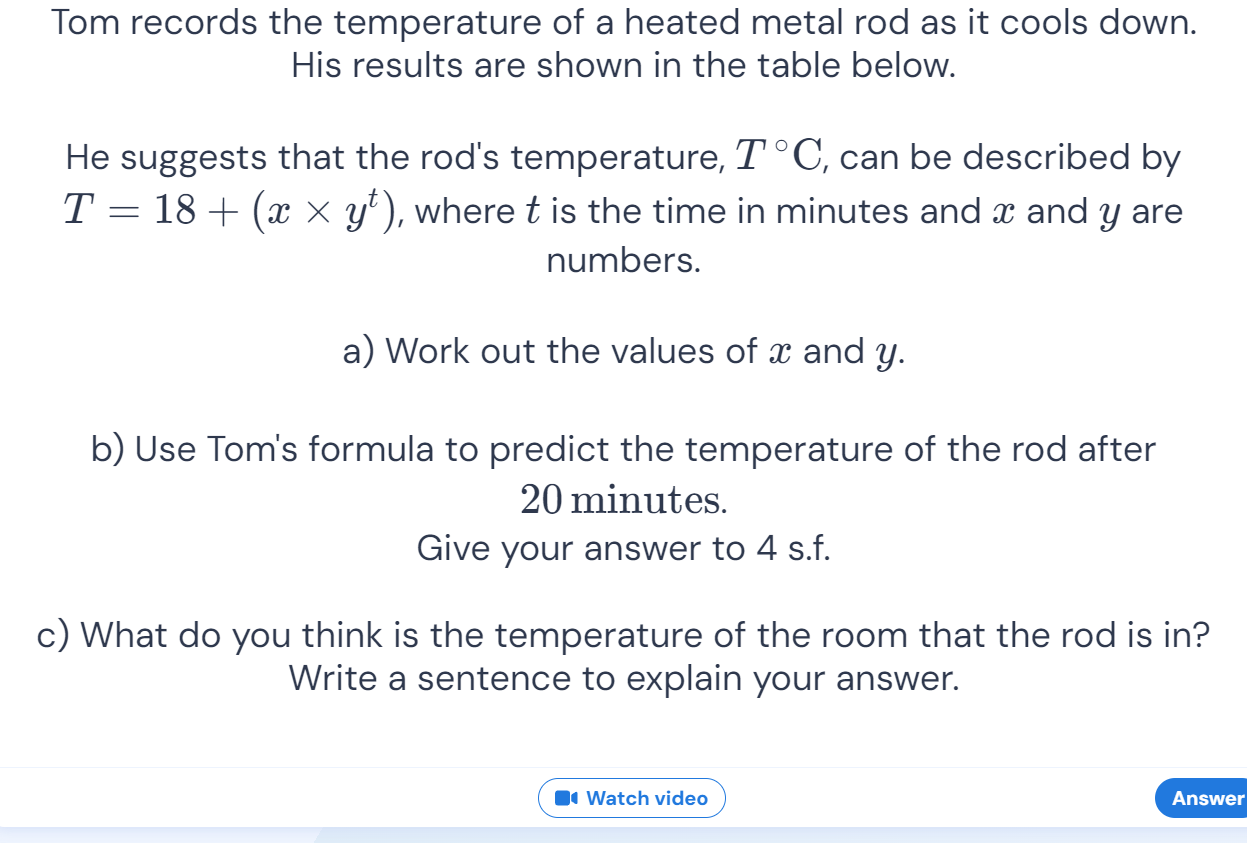 Tom records the temperature of a heated metal rod as it cools down.
His results are shown in the table below.
He suggests that the rod's temperature, T °C, can be described by
T = 18 + (x × yᵗ), where t is the time in minutes and x and y are
numbers.
a) Work out the values of x and y.
b) Use Tom's formula to predict the temperature of the rod after
20 minutes.
Give your answer to 4 s.f.
c) What do you think is the temperature of the room that the rod is in?
Write a sentence to explain your answer.
Watch video
Answer